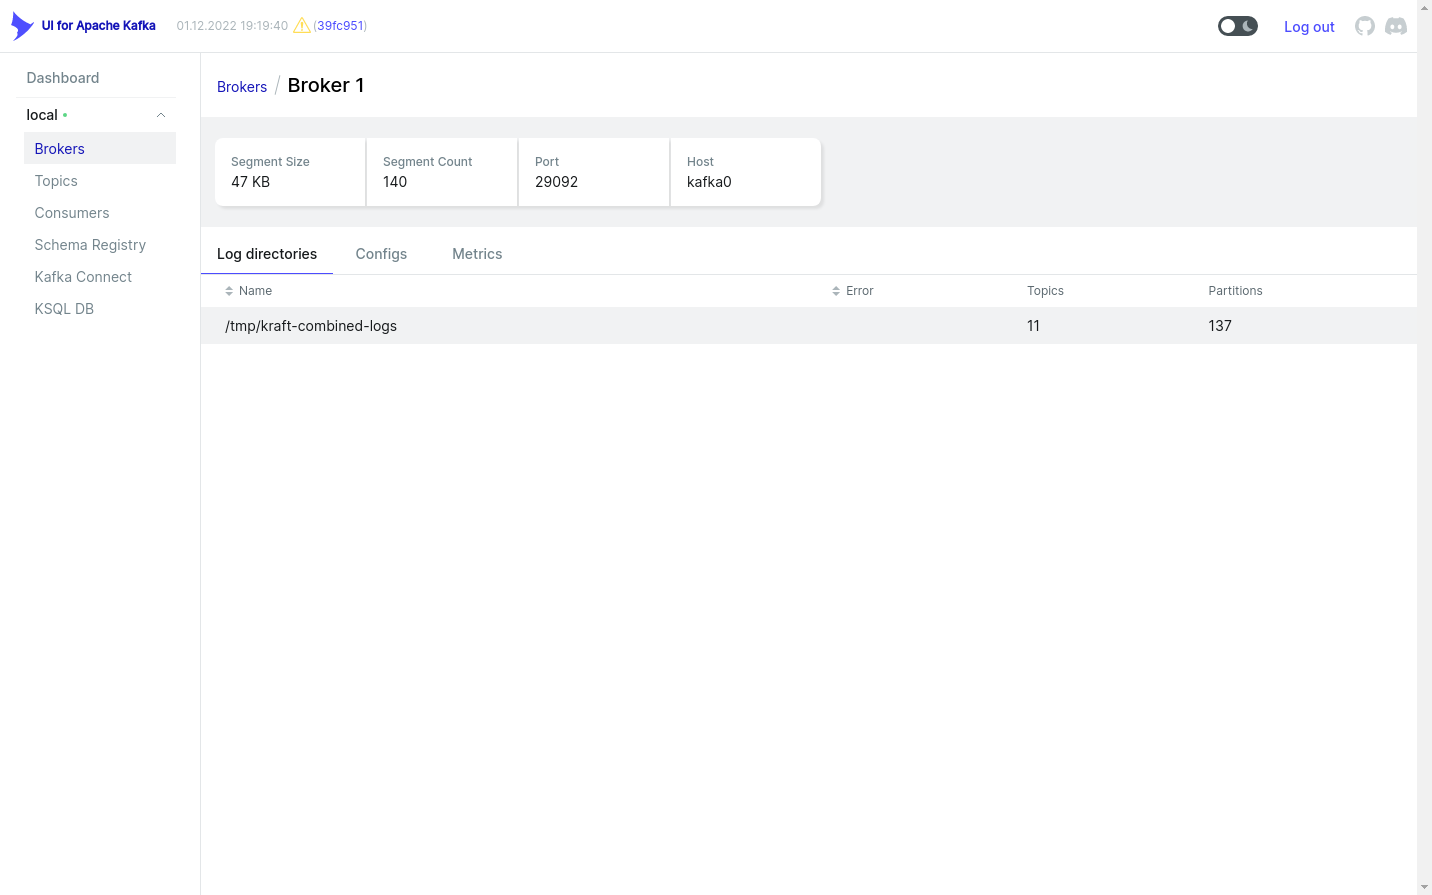 UI for Apache Kafka 01.12.2022 19:19:40 (39fc951) Log out
Dashboard
local
Brokers
Topics
Consumers
Schema Registry
Kafka Connect
KSQL DB
Brokers / Broker 1
Segment Size
47 KB
Segment Count
140
Port
29092
Host
kafka0
Log directories Configs Metrics
Name Error Topics Partitions
/tmp/kraft-combined-logs 11 137